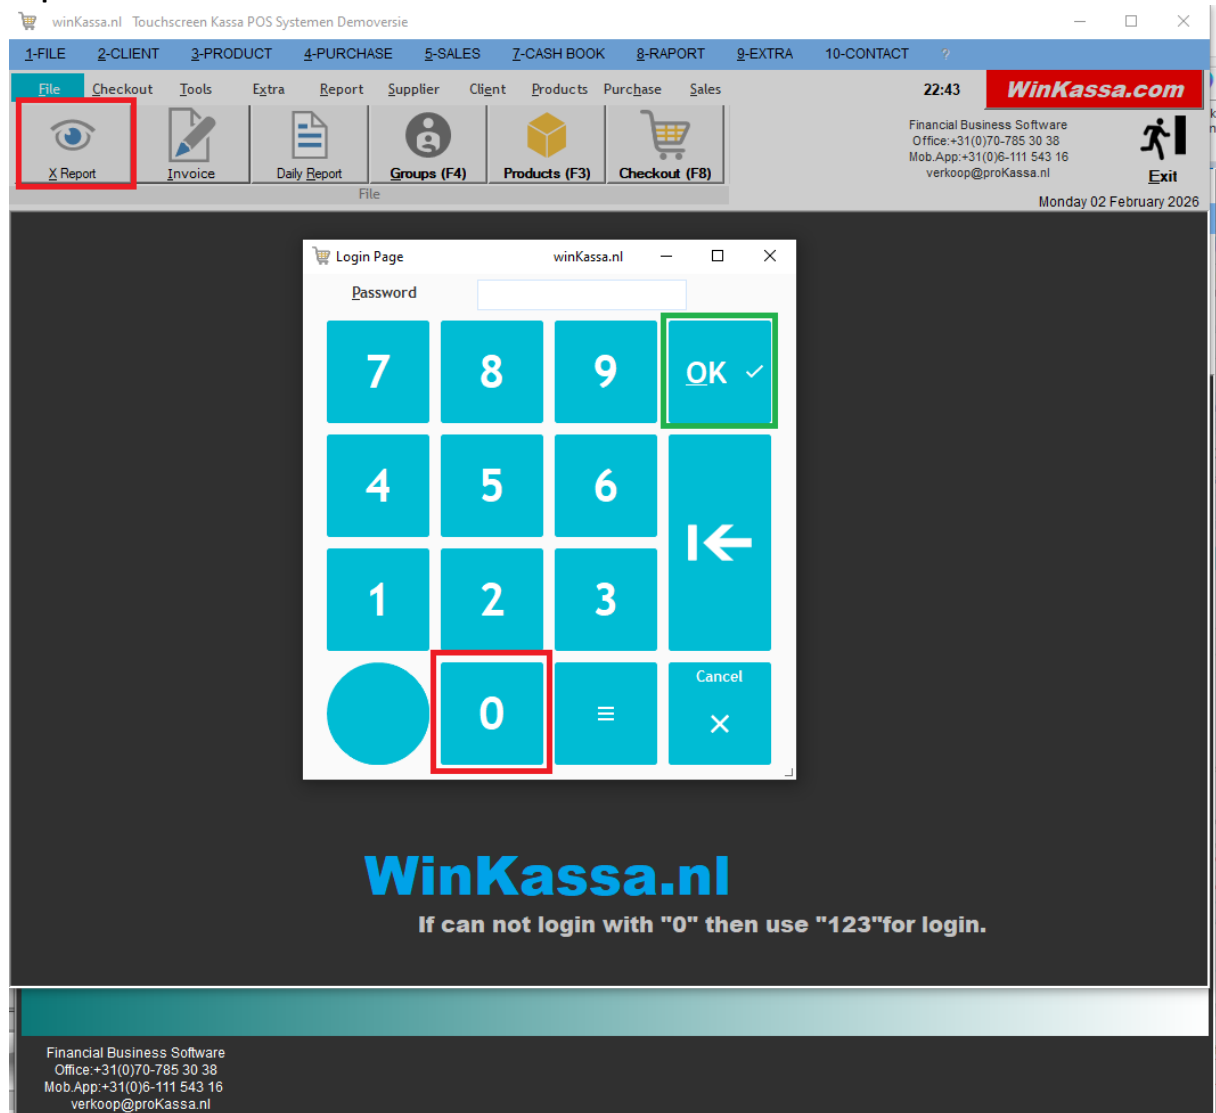 winKassa.nl Touchscreen Kassa POS Systemen Demoversie
1-FILE 2-CLIENT 3-PRODUCT 4-PURCHASE 5-SALES 7-CASH BOOK 8-RAPORT 9-EXTRA 10-CONTACT ?
File Checkout Tools Extra Report Supplier Client Products Purchase Sales 22:43 WinKassa.com
Financial Business Software
Office:+31(0)70-785 30 38
Mob.App:+31(0)6-111 543 16
verkoop@proKassa.nl
X Report Invoice Daily Report Groups (F4) Products (F3) Checkout (F8) Exit
File
Monday 02 February 2026
Login Page winKassa.nl
Password
7 8 9 OK
4 5 6
1 2 3
Cancel
0
WinKassa.nl
If can not login with "0" then use "123"for login.
Financial Business Software
Office:+31(0)70-785 30 38
Mob.App:+31(0)6-111 543 16
verkoop@proKassa.nl